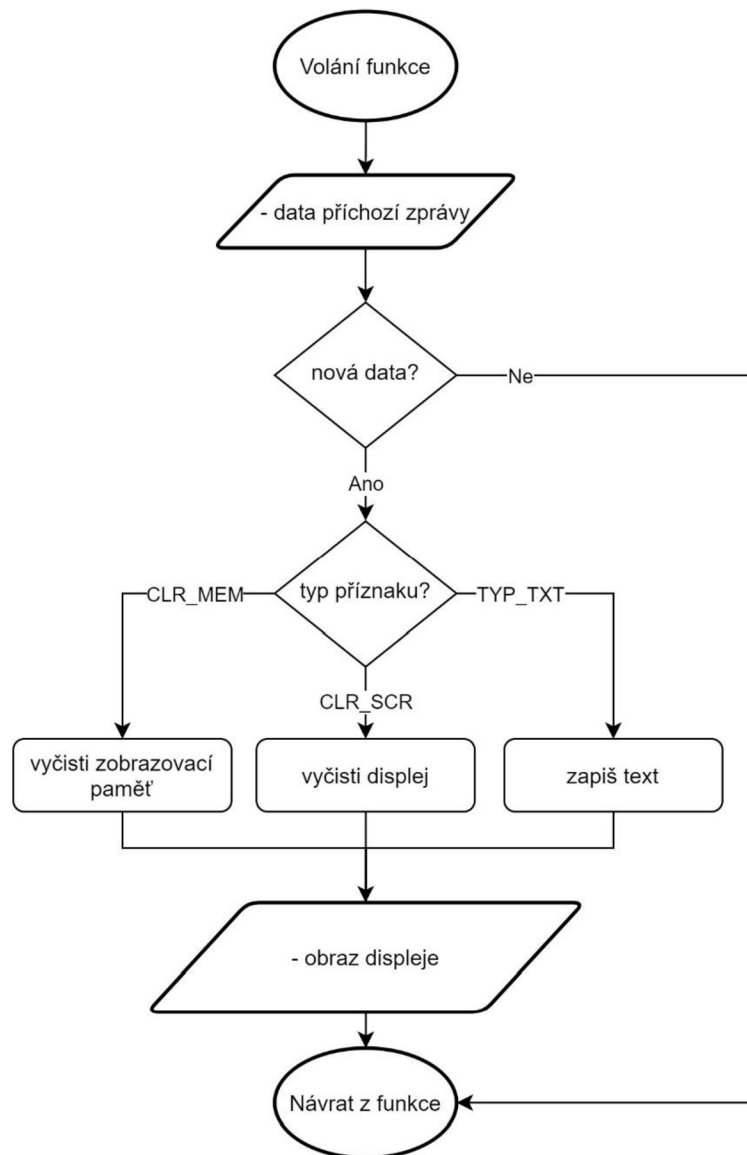 Volání funkce
- data příchozí zprávy
nová data?
Ne
Ano
typ příznaku?
CLR_MEM
TYP_TXT
CLR_SCR
vyčisti zobrazovací
paměť
vyčisti displej
zapiš text
- obraz displeje
Návrat z funkce